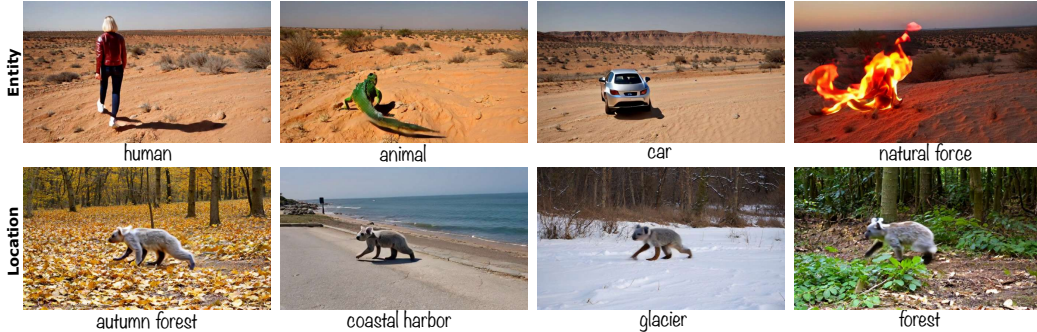 Entity
human
animal
car
natural force
Location
autumn forest
coastal harbor
glacier
forest